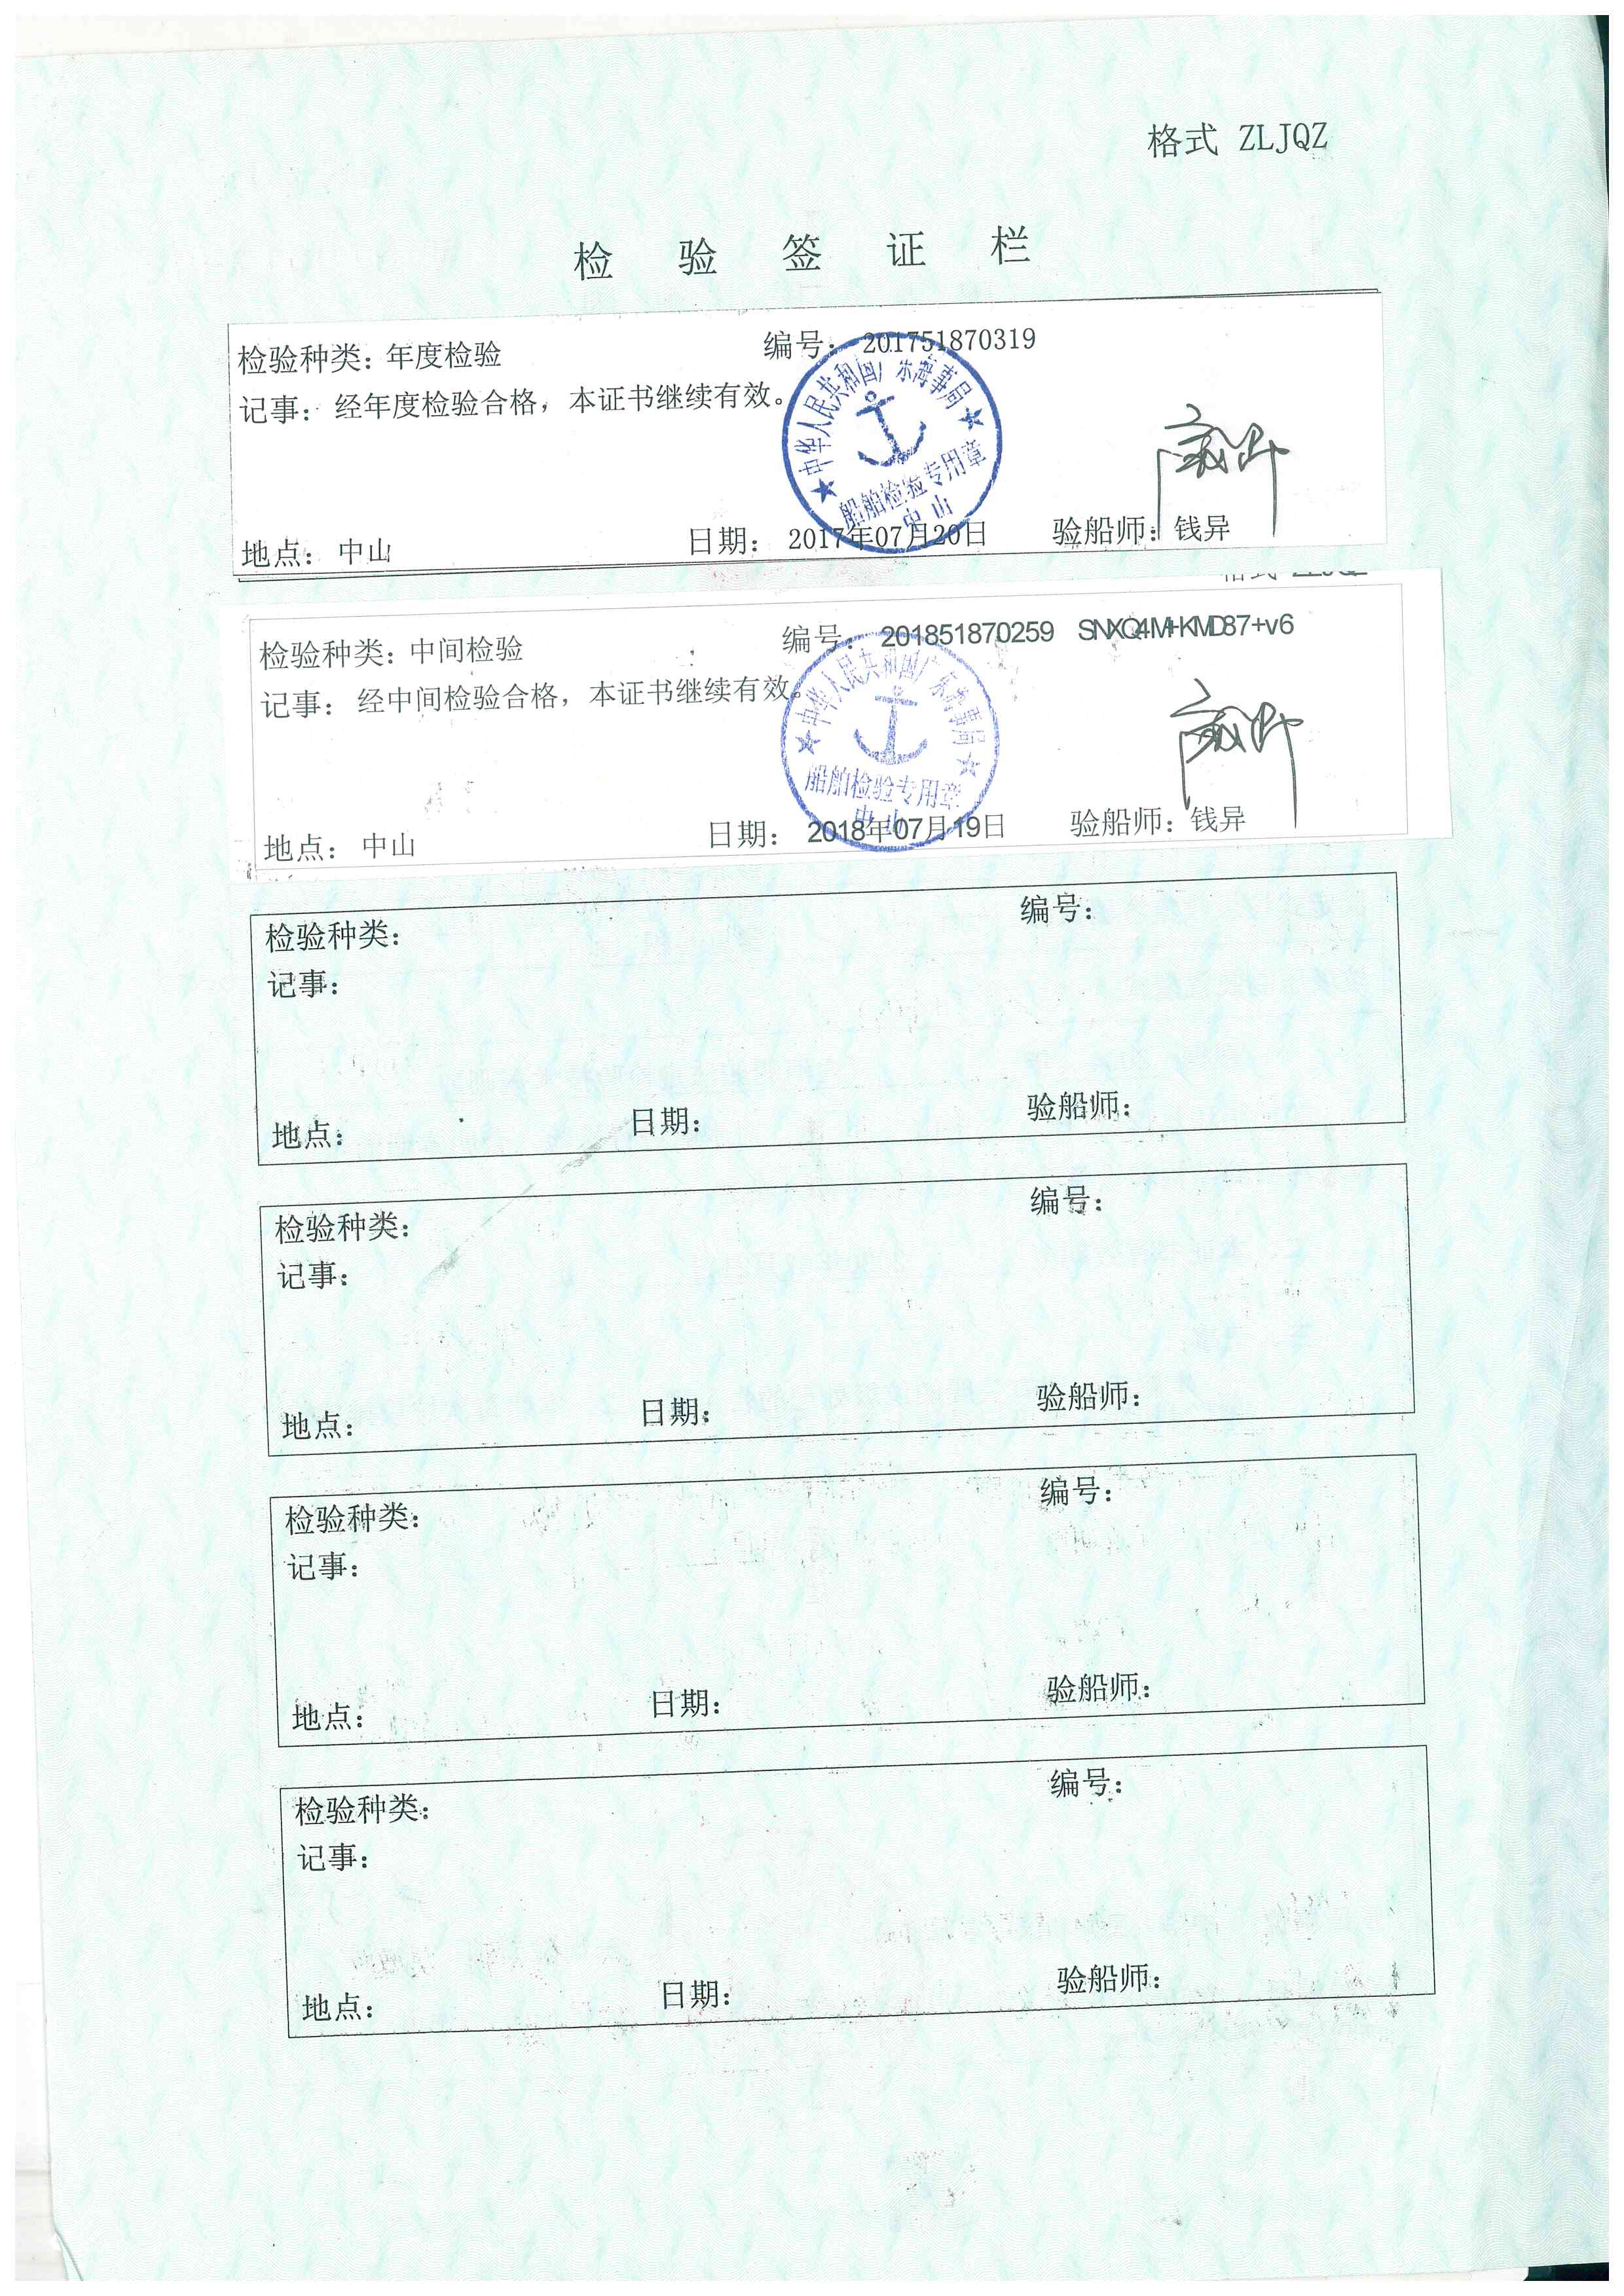 格式 ZLJQZ
检 验 签 证 栏
检验种类: 年度检验 编号: 201751870319
记事: 经年度检验合格，本证书继续有效。
中华人民共和国广东海事局
船舶检验专用章
中山
地点: 中山 日期: 2017年07月20日 验船师: 钱异
检验种类: 中间检验 编号: 201851870259 SNXQ4M+KMD87+v6
记事: 经中间检验合格，本证书继续有效。
中华人民共和国广东海事局
船舶检验专用章
中山
地点: 中山 日期: 2018年07月19日 验船师: 钱异
检验种类: 编号:
记事:
地点: 日期: 验船师:
检验种类: 编号:
记事:
地点: 日期: 验船师:
检验种类: 编号:
记事:
地点: 日期: 验船师:
检验种类: 编号:
记事:
地点: 日期: 验船师: